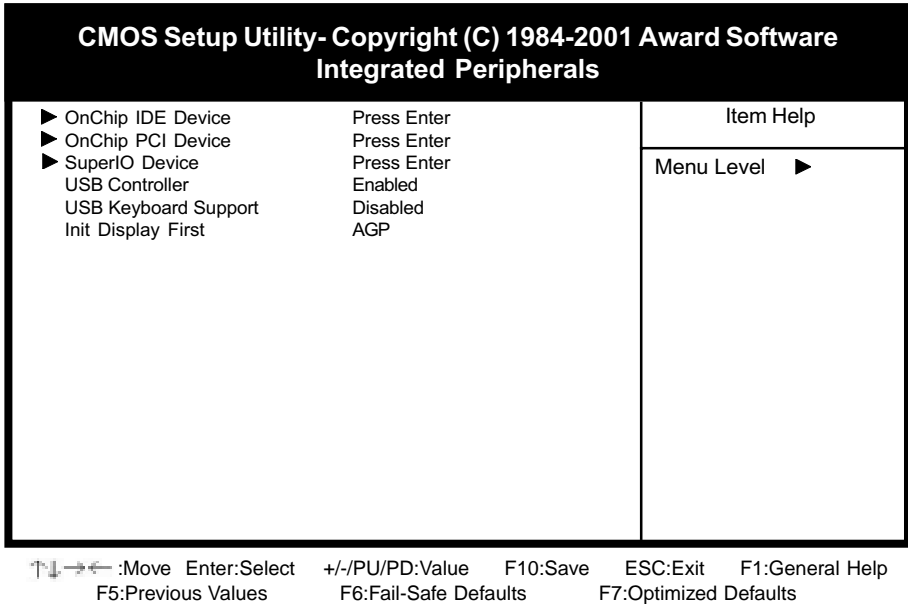 CMOS Setup Utility- Copyright (C) 1984-2001 Award Software
Integrated Peripherals
▶ OnChip IDE Device Press Enter
▶ OnChip PCI Device Press Enter
▶ SuperIO Device Press Enter
USB Controller Enabled
USB Keyboard Support Disabled
Init Display First AGP
Item Help
Menu Level ▶
↑↓→← :Move Enter:Select +/-/PU/PD:Value F10:Save ESC:Exit F1:General Help
F5:Previous Values F6:Fail-Safe Defaults F7:Optimized Defaults